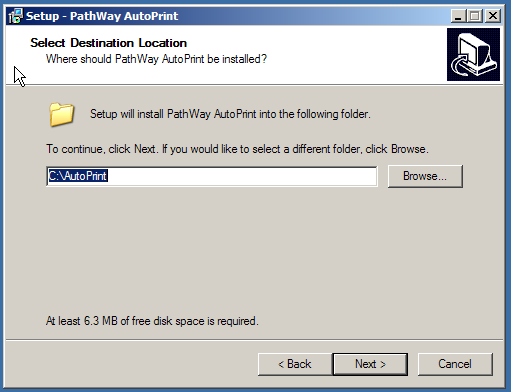 Setup - PathWay AutoPrint
Select Destination Location
Where should PathWay AutoPrint be installed?
Setup will install PathWay AutoPrint into the following folder.
To continue, click Next. If you would like to select a different folder, click Browse.
C:\AutoPrint
Browse...
At least 6.3 MB of free disk space is required.
< Back
Next >
Cancel